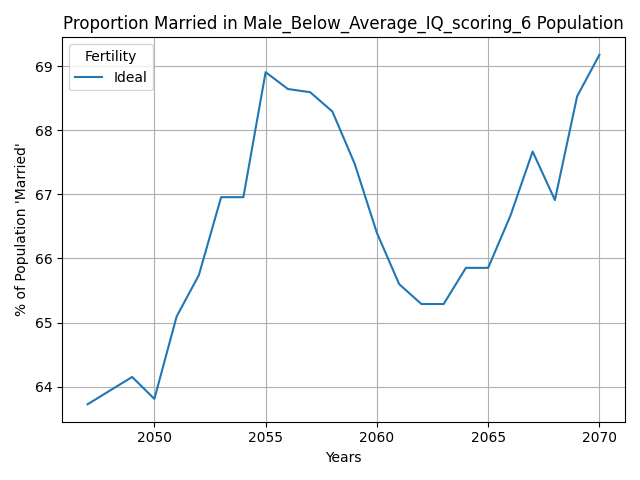 Proportion Married in Male_Below_Average_IQ_scoring_6 Population
Fertility
Ideal
% of Population 'Married'
69
68
67
66
65
64
2050
2055
2060
2065
2070
Years